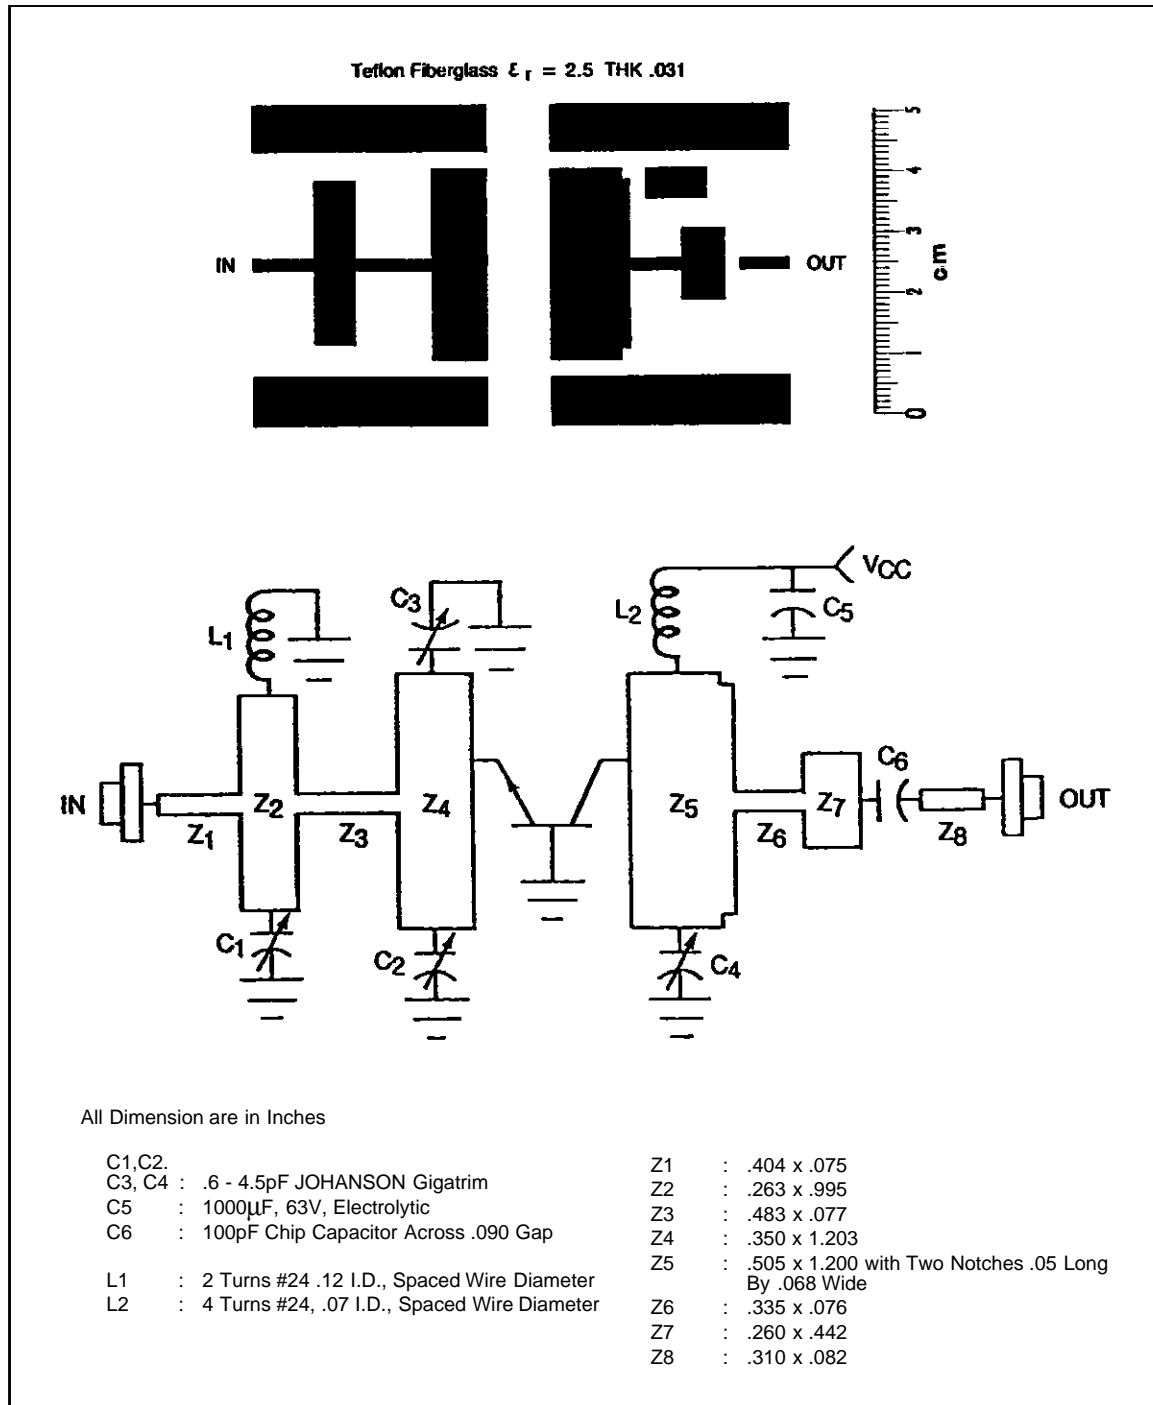 Teflon Fiberglass ε r = 2.5 THK .031
IN
OUT
5
4
3
2
1
0
cm
VCC
C3
L2
C5
L1
C6
IN
Z1
Z2
Z3
Z4
Z5
Z6
Z7
Z8
OUT
C1
C2
C4
All Dimension are in Inches
C1,C2.
C3, C4 : .6 - 4.5pF JOHANSON Gigatrim
C5 : 1000µF, 63V, Electrolytic
C6 : 100pF Chip Capacitor Across .090 Gap
L1 : 2 Turns #24 .12 I.D., Spaced Wire Diameter
L2 : 4 Turns #24, .07 I.D., Spaced Wire Diameter
Z1 : .404 x .075
Z2 : .263 x .995
Z3 : .483 x .077
Z4 : .350 x 1.203
Z5 : .505 x 1.200 with Two Notches .05 Long
By .068 Wide
Z6 : .335 x .076
Z7 : .260 x .442
Z8 : .310 x .082